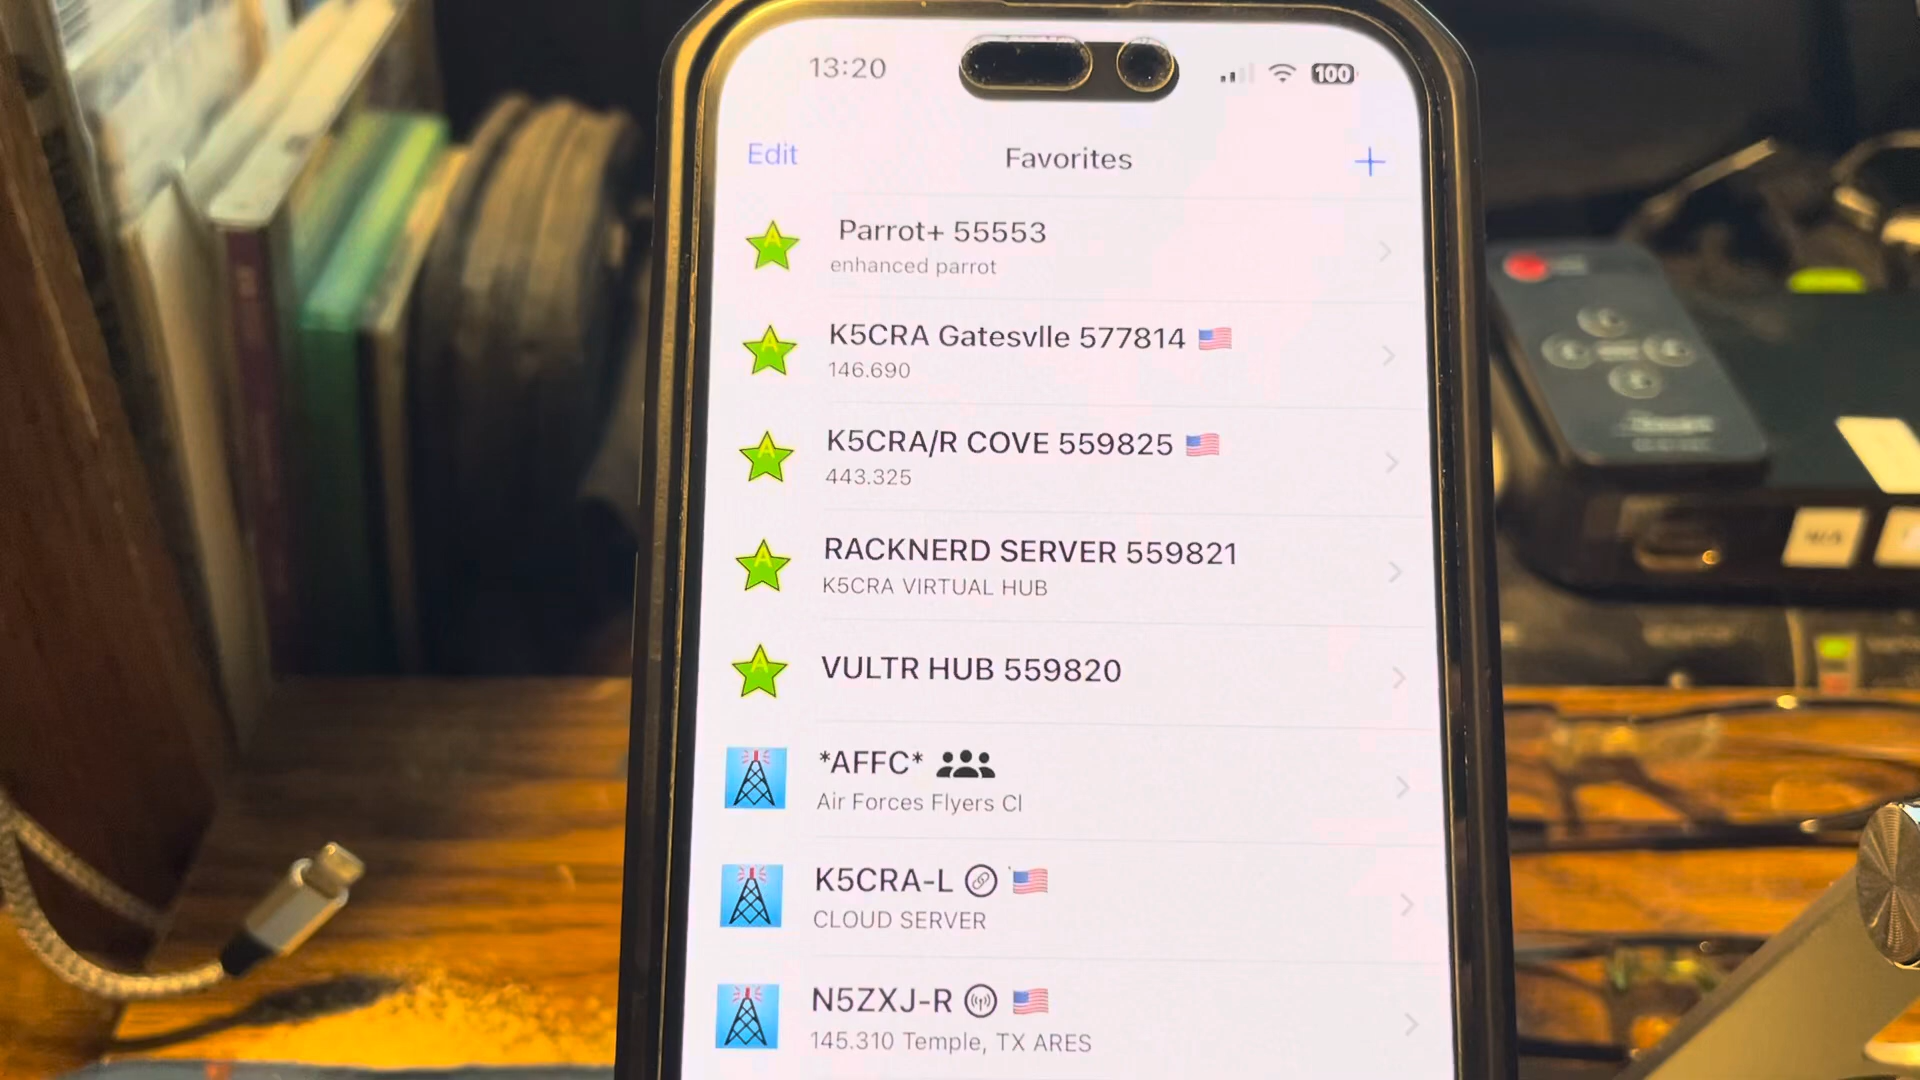 13:20
100
Edit
Favorites
+
Parrot+ 55553
enhanced parrot
K5CRA Gatesvlle 577814
146.690
K5CRA/R COVE 559825
443.325
RACKNERD SERVER 559821
K5CRA VIRTUAL HUB
VULTR HUB 559820
*AFFC*
Air Forces Flyers Cl
K5CRA-L
CLOUD SERVER
N5ZXJ-R
145.310 Temple, TX ARES